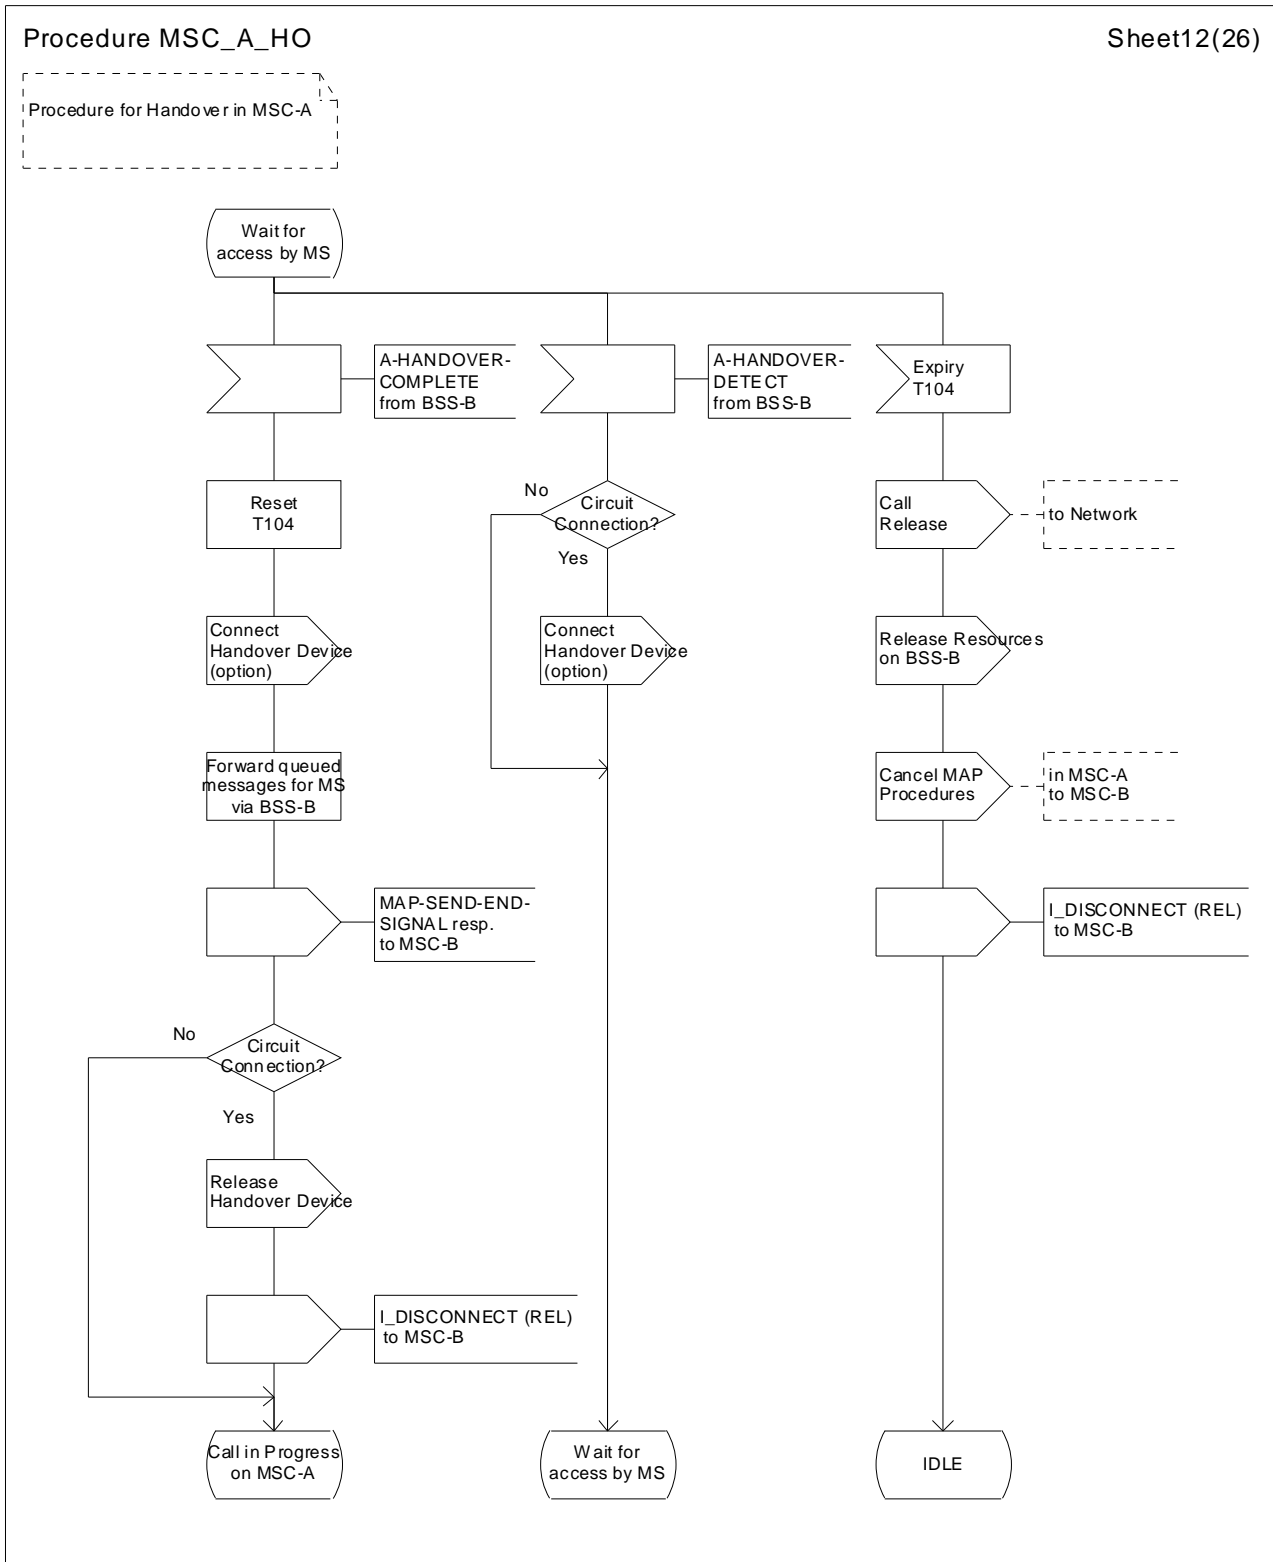 Procedure MSC_A_HO
Sheet12(26)
Procedure for Handover in MSC-A
Wait for
access by MS
A-HANDOVER-
COMPLETE
from BSS-B
A-HANDOVER-
DETECT
from BSS-B
Expiry
T104
Reset
T104
No
Circuit
Connection?
Yes
Call
Release
to Network
Connect
Handover Device
(option)
Connect
Handover Device
(option)
Release Resources
on BSS-B
Forward queued
messages for MS
via BSS-B
Cancel MAP
Procedures
in MSC-A
to MSC-B
MAP-SEND-END-
SIGNAL resp.
to MSC-B
I_DISCONNECT (REL)
to MSC-B
No
Circuit
Connection?
Yes
Release
Handover Device
I_DISCONNECT (REL)
to MSC-B
Call in Progress
on MSC-A
Wait for
access by MS
IDLE